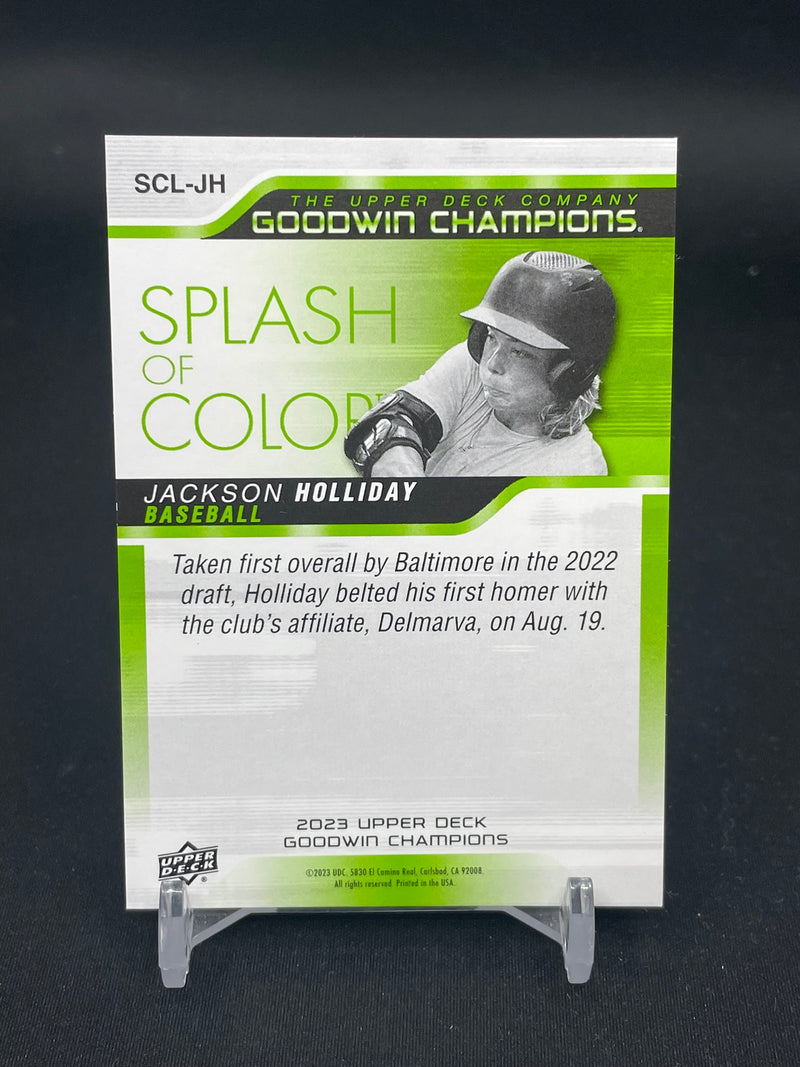 SCL-JH
THE UPPER DECK COMPANY
GOODWIN CHAMPIONS®
SPLASH
OF
COLOR™
JACKSON HOLLIDAY
BASEBALL
Taken first overall by Baltimore in the 2022
draft, Holliday belted his first homer with
the club's affiliate, Delmarva, on Aug. 19.
2023 UPPER DECK
GOODWIN CHAMPIONS
UPPER
D·E·C·K®
©2023 UDC. 5830 El Camino Real, Carlsbad, CA 92008.
All rights reserved. Printed in the USA.